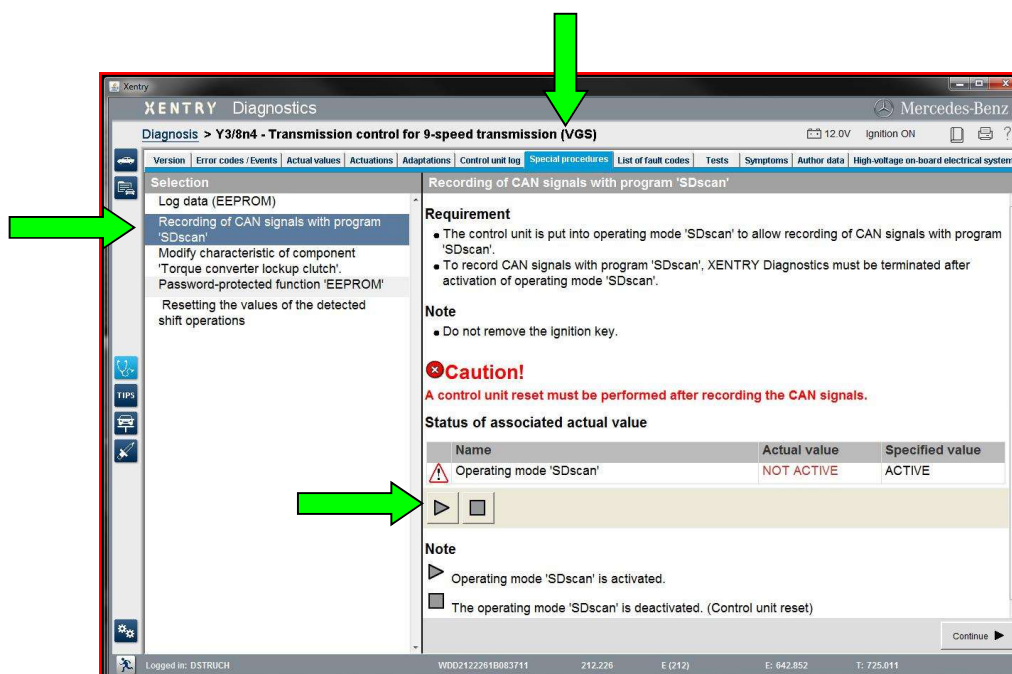 Xentry
XENTRY Diagnostics
Mercedes-Benz
Diagnosis > Y3/8n4 - Transmission control for 9-speed transmission (VGS)
12.0V Ignition ON
?
Version Error codes / Events Actual values Actuations Adaptations Control unit log Special procedures List of fault codes Tests Symptoms Author data High-voltage on-board electrical system
Selection
Log data (EEPROM)
Recording of CAN signals with program
'SDscan'
Modify characteristic of component
'Torque converter lockup clutch'.
Password-protected function 'EEPROM'
Resetting the values of the detected
shift operations
TIPS
Recording of CAN signals with program 'SDscan'
Requirement
• The control unit is put into operating mode 'SDscan' to allow recording of CAN signals with program
'SDscan'.
• To record CAN signals with program 'SDscan', XENTRY Diagnostics must be terminated after
activation of operating mode 'SDscan'.
Note
• Do not remove the ignition key.
Caution!
A control unit reset must be performed after recording the CAN signals.
Status of associated actual value
Name Actual value Specified value
Operating mode 'SDscan' NOT ACTIVE ACTIVE
Note
Operating mode 'SDscan' is activated.
The operating mode 'SDscan' is deactivated. (Control unit reset)
Continue
Logged in: DSTRUCH WDD2122261B083711 212.226 E (212) E: 642.852 T: 725.011